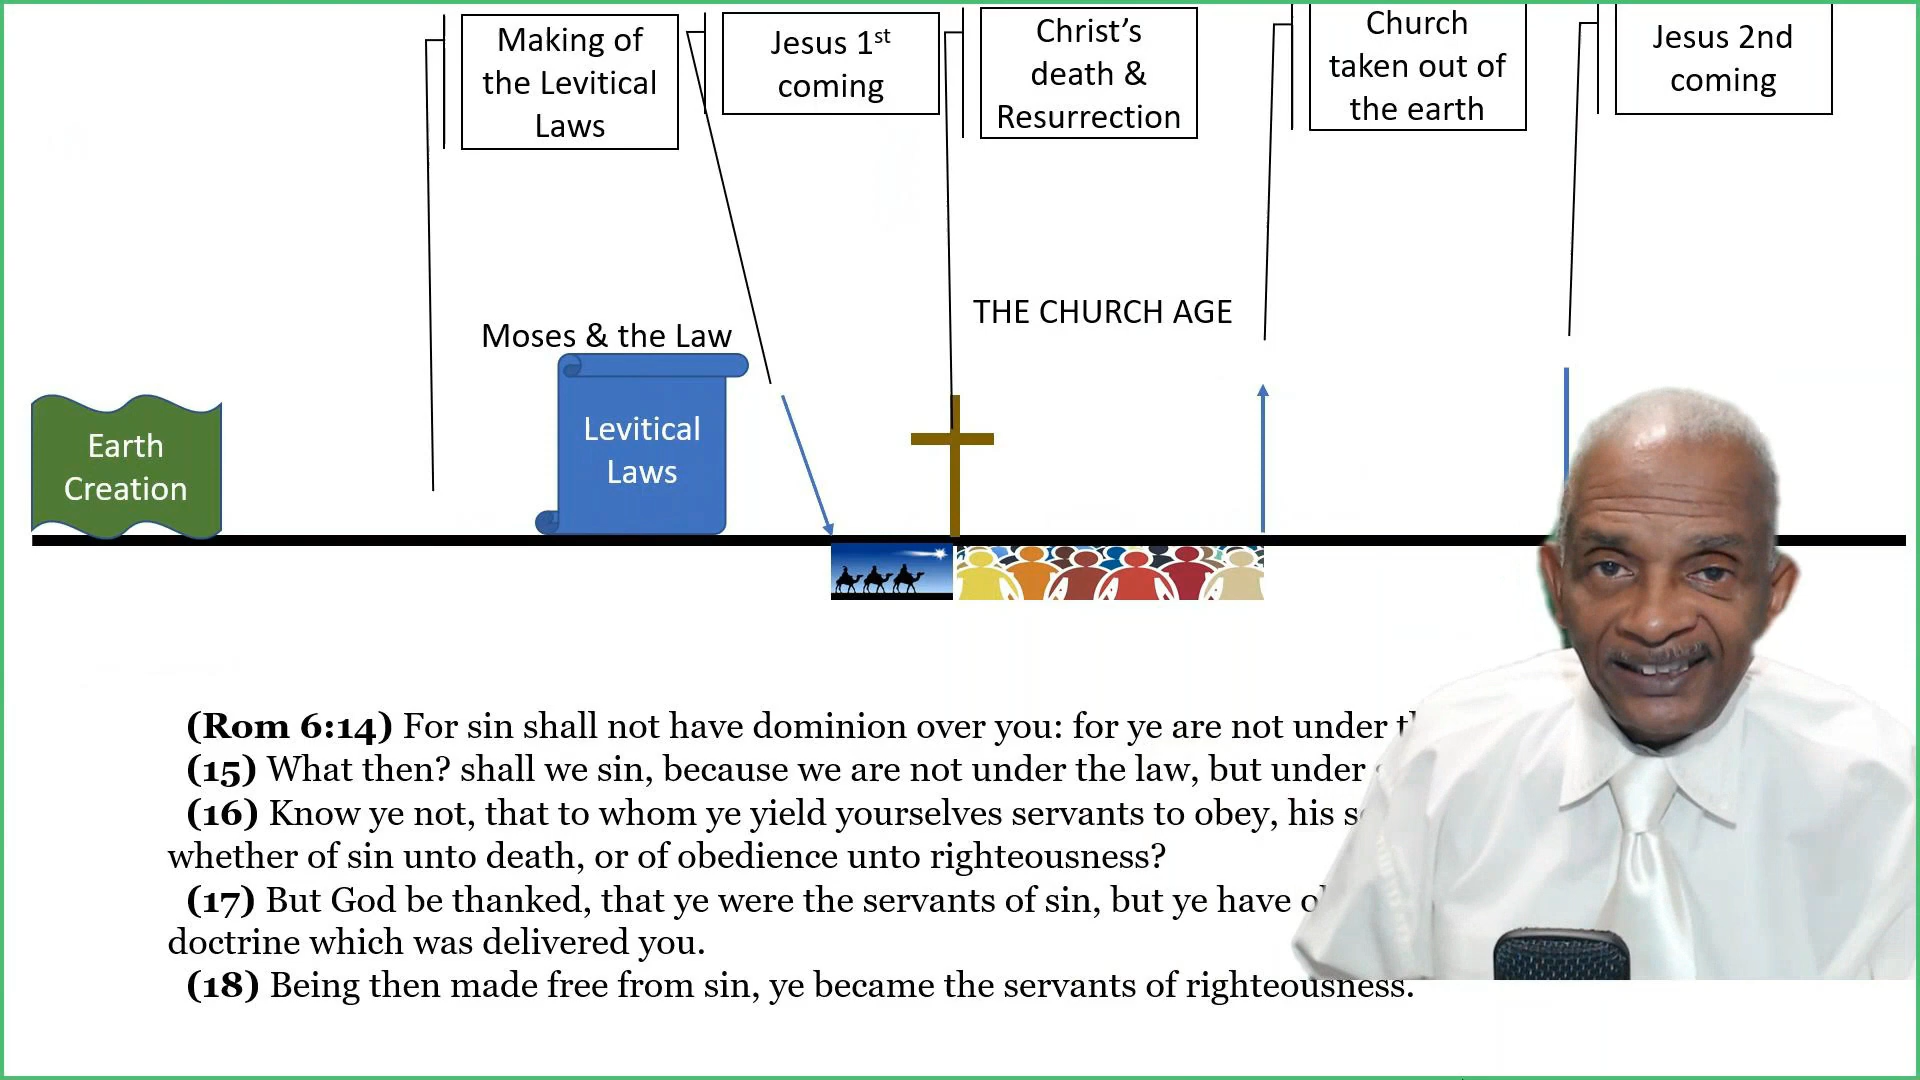 Making of
the Levitical
Laws
Jesus 1st
coming
Christ’s
death &
Resurrection
Church
taken out of
the earth
Jesus 2nd
coming
THE CHURCH AGE
Moses & the Law
Levitical
Laws
Earth
Creation
(Rom 6:14) For sin shall not have dominion over you: for ye are not under
(15) What then? shall we sin, because we are not under the law, but under
(16) Know ye not, that to whom ye yield yourselves servants to obey, his
whether of sin unto death, or of obedience unto righteousness?
(17) But God be thanked, that ye were the servants of sin, but ye have
doctrine which was delivered you.
(18) Being then made free from sin, ye became the servants of righteousness.